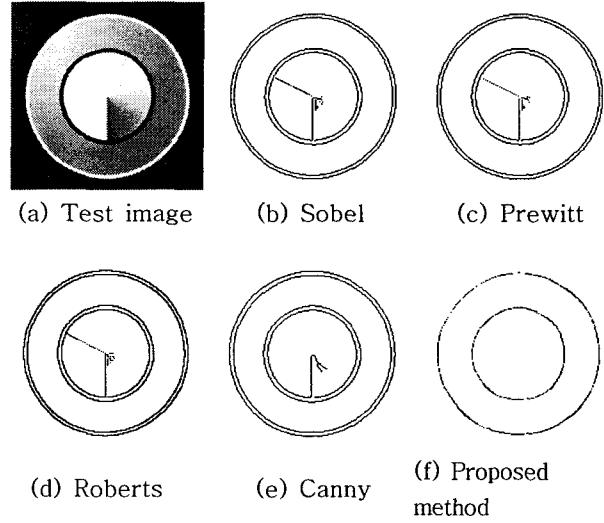 (a) Test image
(b) Sobel
(c) Prewitt
(d) Roberts
(e) Canny
(f) Proposed
method